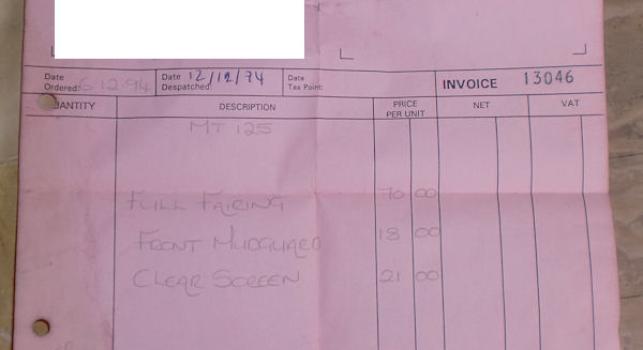 Date Ordered: 6.12.94 Date Despatched: 12/12/74 Date Tax Point: INVOICE 13046
QUANTITY DESCRIPTION PRICE PER UNIT NET VAT
MT 125
FULL FAIRING 70 00
FRONT MUDGUARD 18 00
CLEAR SCREEN 21 00